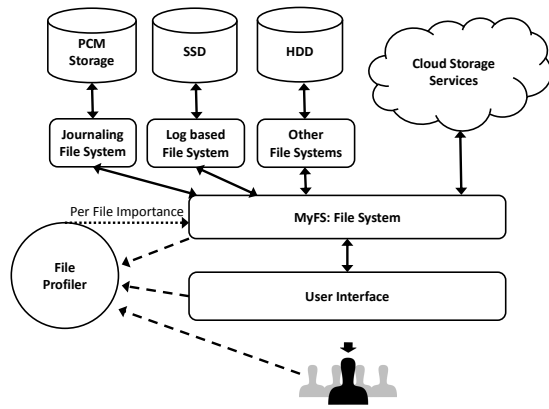 PCM
Storage
SSD
HDD
Cloud Storage
Services
Journaling
File System
Log based
File System
Other
File Systems
Per File Importance
MyFS: File System
File
Profiler
User Interface